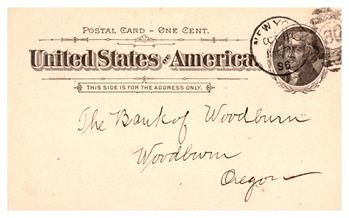 POSTAL CARD - ONE CENT.
United States of America.
THIS SIDE IS FOR THE ADDRESS ONLY.
NEW YORK
96
The Bank of Woodburn
Woodburn
Oregon